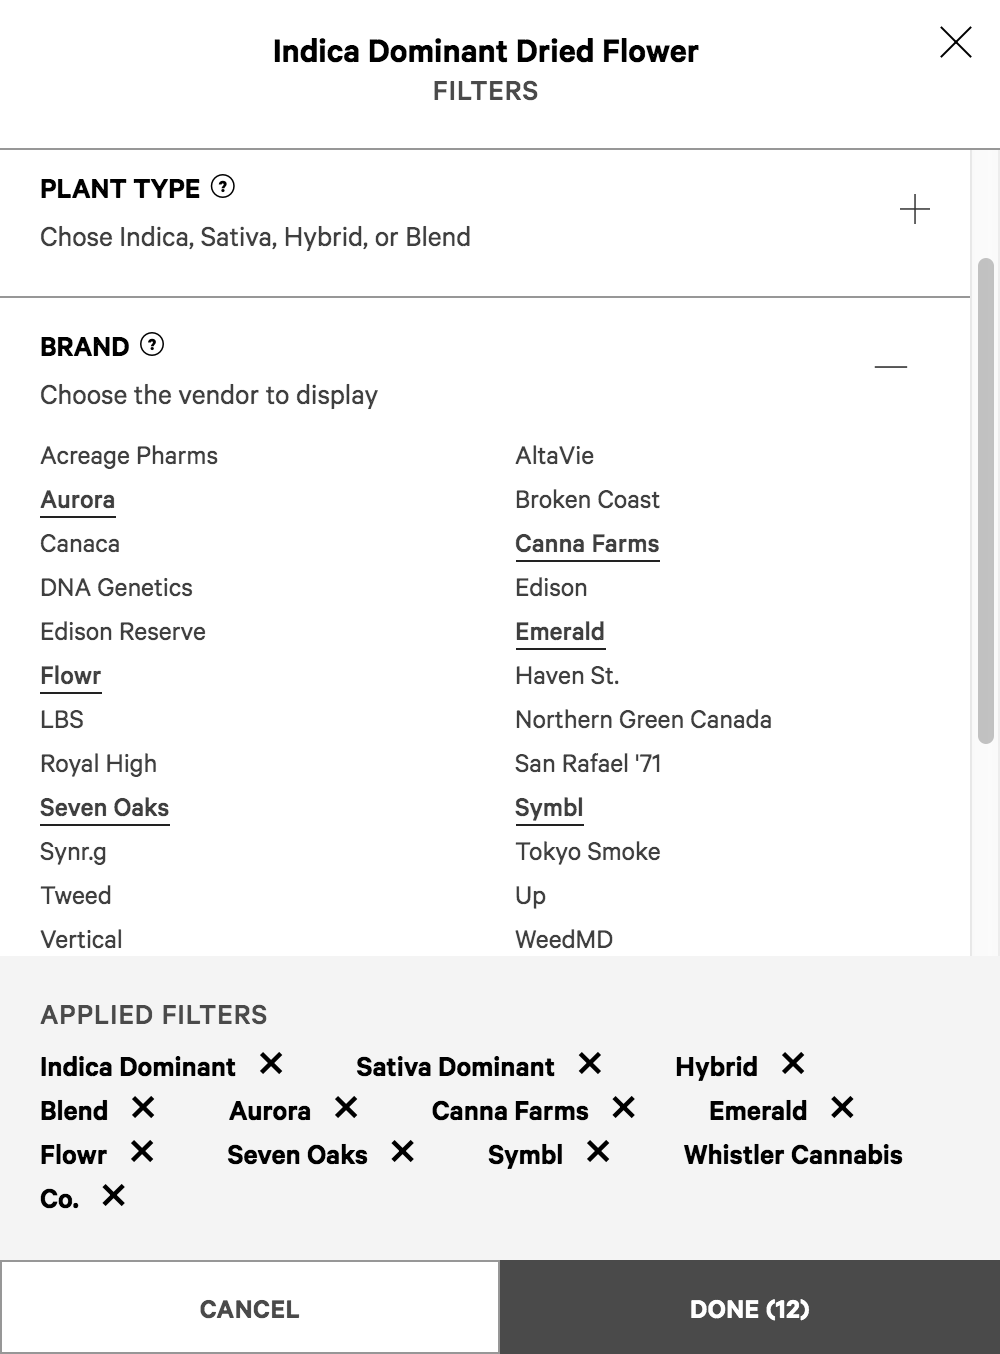 Indica Dominant Dried Flower
FILTERS
PLANT TYPE ?
Chose Indica, Sativa, Hybrid, or Blend
BRAND ?
Choose the vendor to display
Acreage Pharms
AltaVie
Aurora
Broken Coast
Canaca
Canna Farms
DNA Genetics
Edison
Edison Reserve
Emerald
Flowr
Haven St.
LBS
Northern Green Canada
Royal High
San Rafael '71
Seven Oaks
Symbl
Synr.g
Tokyo Smoke
Tweed
Up
Vertical
WeedMD
APPLIED FILTERS
Indica Dominant ✕ Sativa Dominant ✕ Hybrid ✕
Blend ✕ Aurora ✕ Canna Farms ✕ Emerald ✕
Flowr ✕ Seven Oaks ✕ Symbl ✕ Whistler Cannabis
Co. ✕
CANCEL
DONE (12)